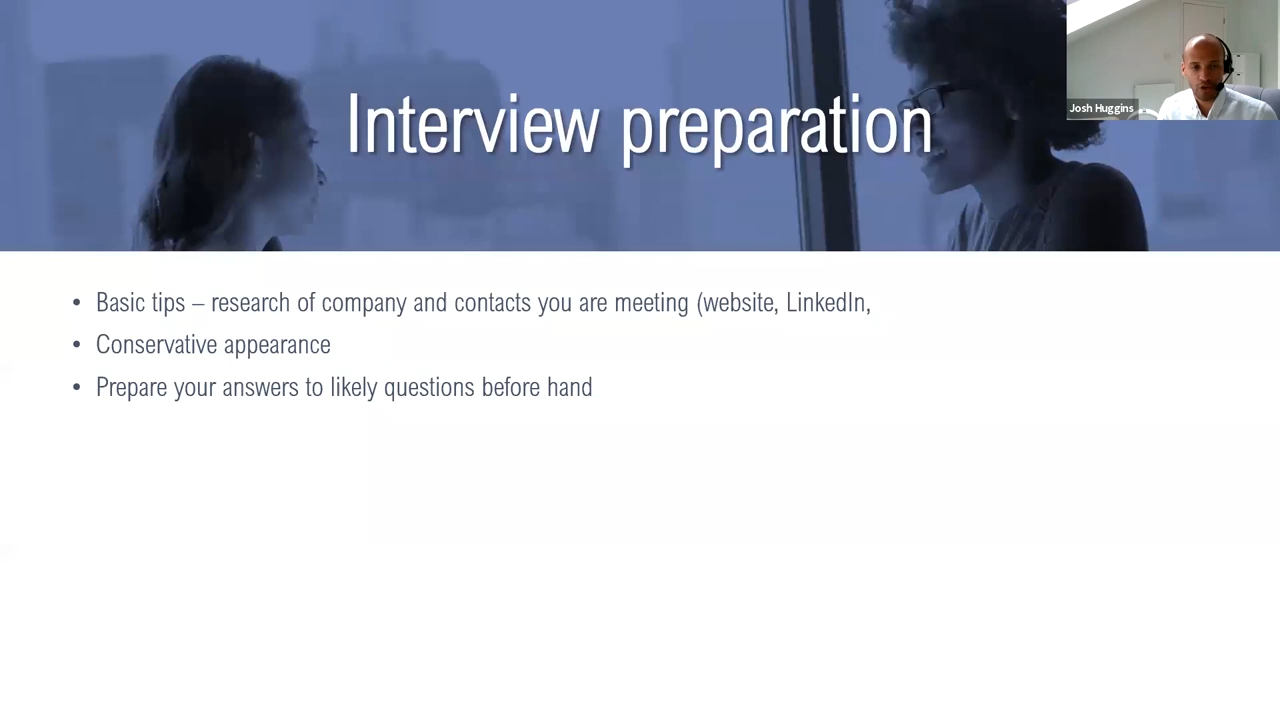 Interview preparation
Josh Huggins
• Basic tips – research of company and contacts you are meeting (website, LinkedIn,
• Conservative appearance
• Prepare your answers to likely questions before hand